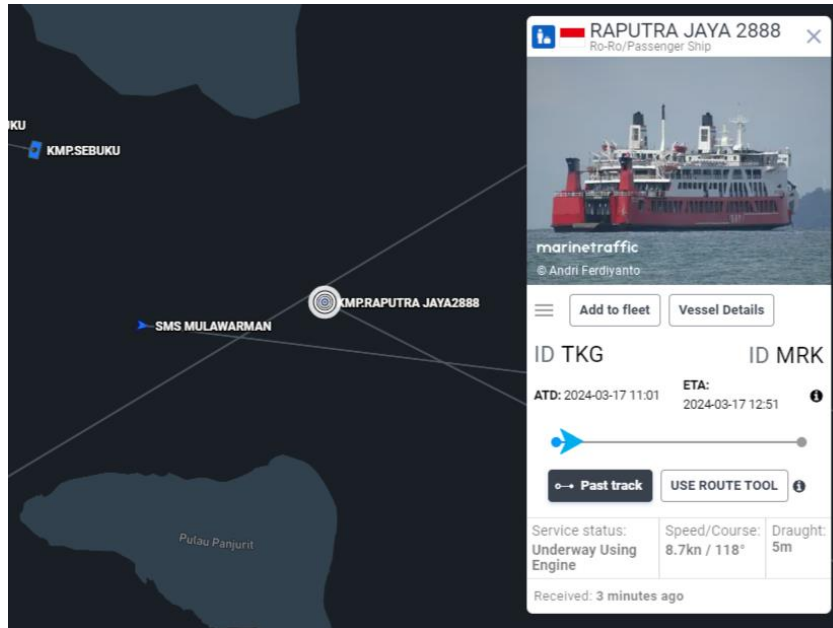 IKU
KMP.SEBUKU
KMP.RAPUTRA JAYA2888
SMS MULAWARMAN
Pulau Panjurit
RAPUTRA JAYA 2888
Ro-Ro/Passenger Ship
marinetraffic
© Andri Ferdiyanto
Add to fleet
Vessel Details
ID TKG
ID MRK
ATD: 2024-03-17 11:01
ETA:
2024-03-17 12:51
Past track
USE ROUTE TOOL
Service status:
Underway Using
Engine
Speed/Course:
8.7kn / 118°
Draught:
5m
Received: 3 minutes ago